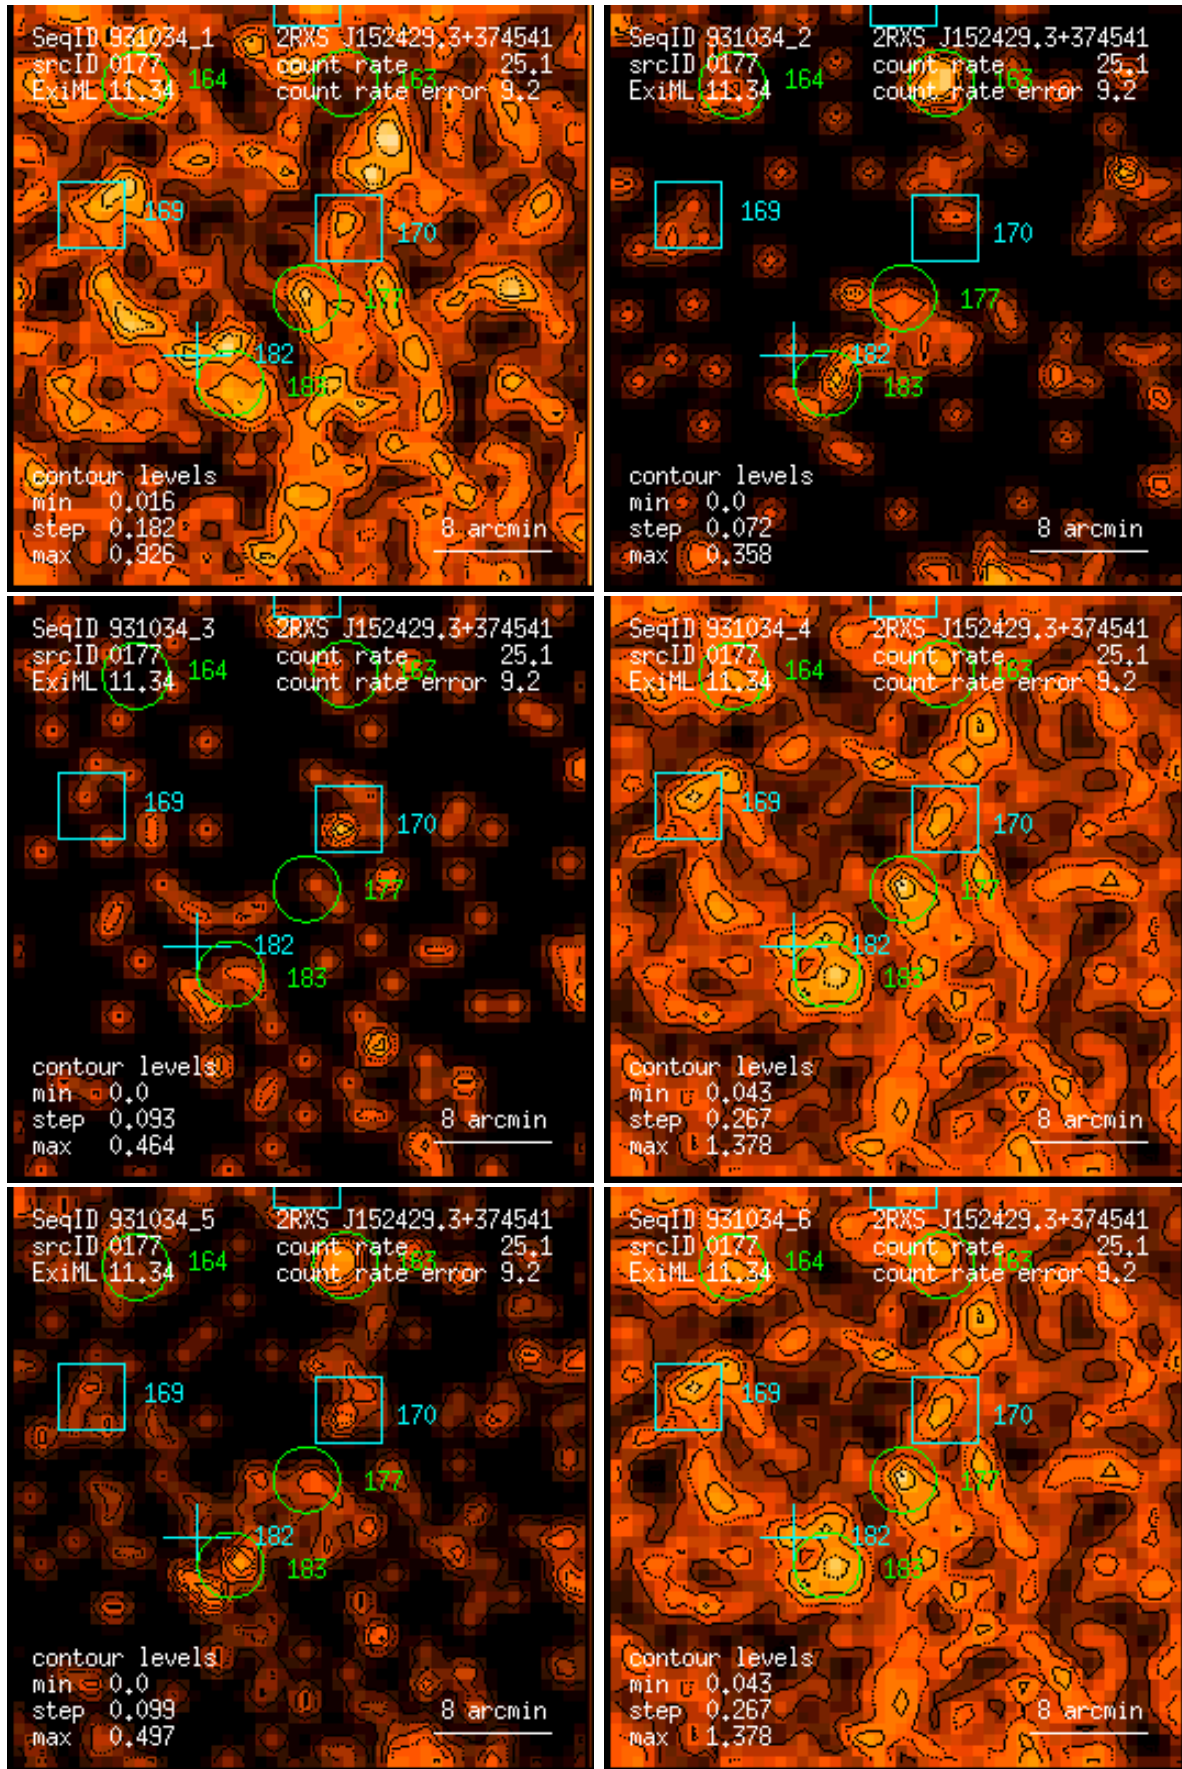 SeqID 931034_1 2RXS J152429.3+374541
srcID 0177 count rate 25.1
ExiML 11.34 count rate error 9.2
164
163
169
170
177
182
183
contour levels
min 0.016
step 0.182
max 0.926
8 arcmin
SeqID 931034_2 2RXS J152429.3+374541
srcID 0177 count rate 25.1
ExiML 11.34 count rate error 9.2
164
163
169
170
177
182
183
contour levels
min 0.0
step 0.072
max 0.358
8 arcmin
SeqID 931034_3 2RXS J152429.3+374541
srcID 0177 count rate 25.1
ExiML 11.34 count rate error 9.2
164
163
169
170
177
182
183
contour levels
min 0.0
step 0.093
max 0.464
8 arcmin
SeqID 931034_4 2RXS J152429.3+374541
srcID 0177 count rate 25.1
ExiML 11.34 count rate error 9.2
164
163
169
170
177
182
183
contour levels
min 0.043
step 0.267
max 1.378
8 arcmin
SeqID 931034_5 2RXS J152429.3+374541
srcID 0177 count rate 25.1
ExiML 11.34 count rate error 9.2
164
163
169
170
177
182
183
contour levels
min 0.0
step 0.099
max 0.497
8 arcmin
SeqID 931034_6 2RXS J152429.3+374541
srcID 0177 count rate 25.1
ExiML 11.34 count rate error 9.2
164
163
169
170
177
182
183
contour levels
min 0.043
step 0.267
max 1.378
8 arcmin